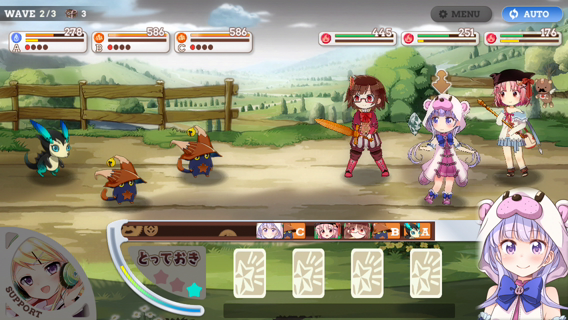 WAVE 2/3 3
MENU
AUTO
278
586
586
445
251
176
A
B
C
C
B
A
とっておき
SUPPORT